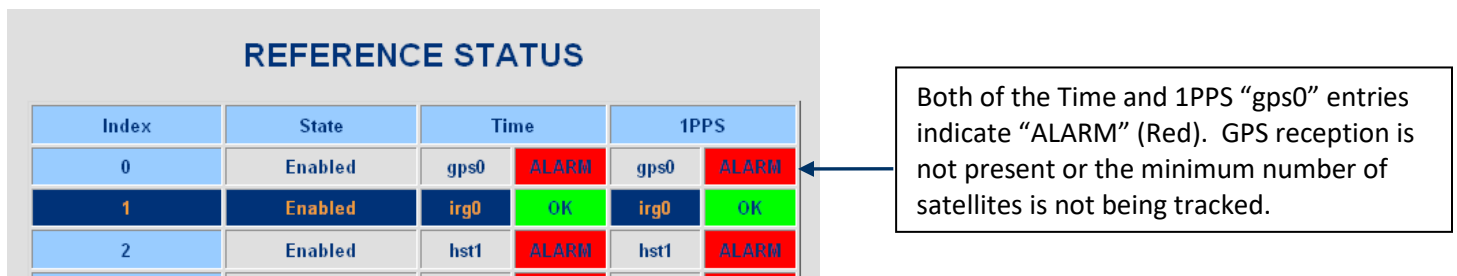 REFERENCE STATUS
Index State Time 1PPS
0 Enabled gps0 ALARM gps0 ALARM
1 Enabled irg0 OK irg0 OK
2 Enabled hst1 ALARM hst1 ALARM
Both of the Time and 1PPS “gps0” entries
indicate “ALARM” (Red).  GPS reception is
not present or the minimum number of
satellites is not being tracked.